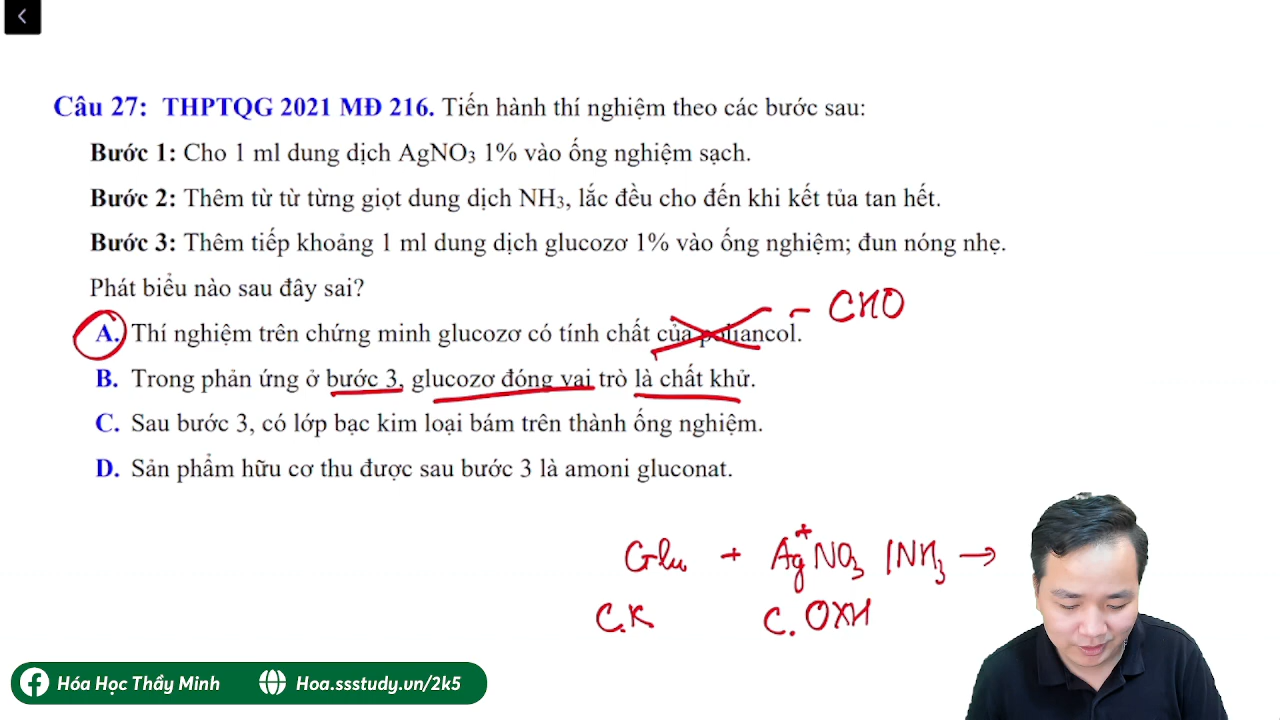 Câu 27: THPTQG 2021 MĐ 216. Tiến hành thí nghiệm theo các bước sau:
Bước 1: Cho 1 ml dung dịch AgNO₃ 1% vào ống nghiệm sạch.
Bước 2: Thêm từ từ từng giọt dung dịch NH₃, lắc đều cho đến khi kết tủa tan hết.
Bước 3: Thêm tiếp khoảng 1 ml dung dịch glucozơ 1% vào ống nghiệm; đun nóng nhẹ.
Phát biểu nào sau đây sai?
A. Thí nghiệm trên chứng minh glucozơ có tính chất của poliancol. - CHO
B. Trong phản ứng ở bước 3, glucozơ đóng vai trò là chất khử.
C. Sau bước 3, có lớp bạc kim loại bám trên thành ống nghiệm.
D. Sản phẩm hữu cơ thu được sau bước 3 là amoni gluconat.
Glu + Ag⁺NO₃ /NH₃ →
C.K C. OXH
Hóa Học Thầy Minh Hoa.ssstudy.vn/2k5